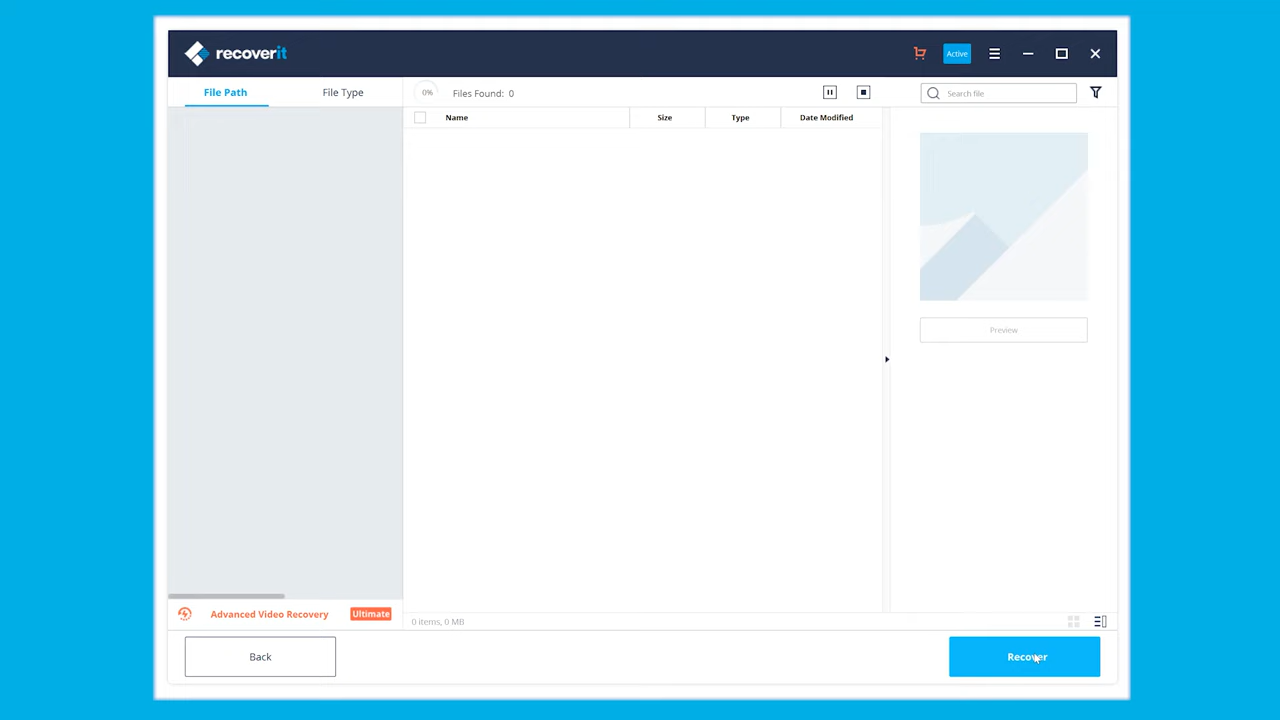 recoverit
Active
File Path
File Type
0%
Files Found: 0
Search file
Name
Size
Type
Date Modified
Preview
Advanced Video Recovery
Ultimate
0 items, 0 MB
Back
Recover